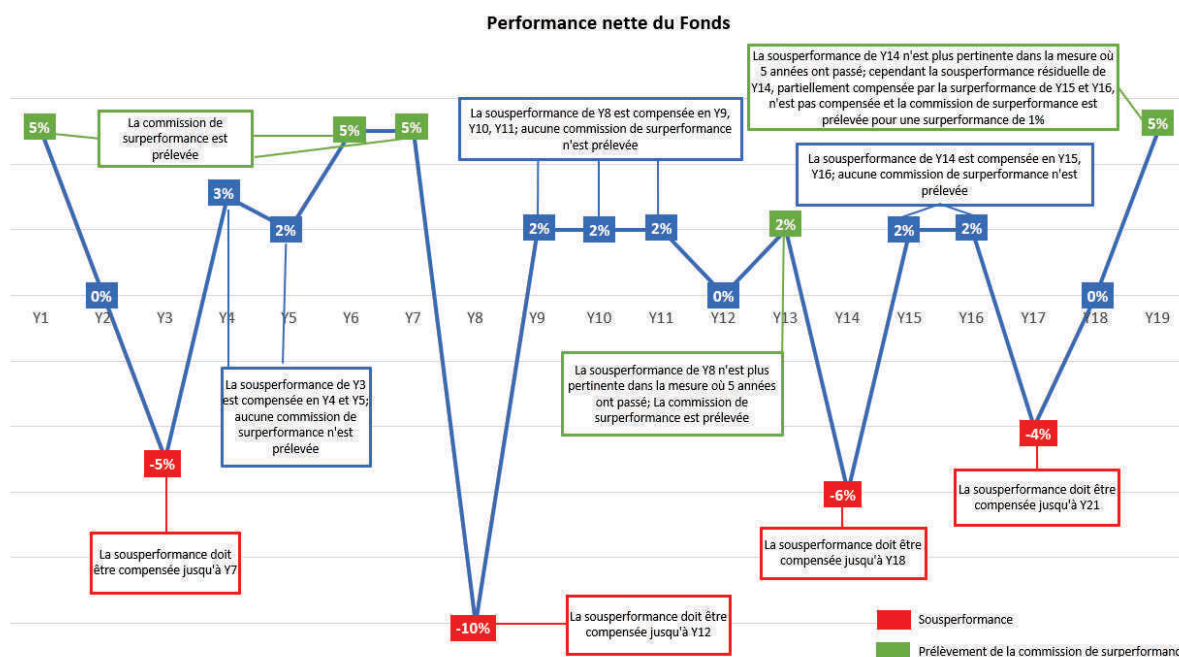 Performance nette du Fonds
La sousperformance de Y14 n'est plus pertinente dans la mesure où
5 années ont passé; cependant la sousperformance résiduelle de
Y14, partiellement compensée par la surperformance de Y15 et Y16,
n'est pas compensée et la commission de surperformance est
prélevée pour une superformance de 1%
La commission de
surperformance est
prélevée
La sousperformance de Y8 est compensée en Y9,
Y10, Y11; aucune commission de surperformance
n'est prélevée
La sousperformance de Y14 est compensée en Y15,
Y16; aucune commission de surperformance n'est
prélevée
5%
5%
5%
5%
3%
2%
2%
2%
2%
2%
2%
2%
0%
0%
0%
Y1
Y2
Y3
Y4
Y5
Y6
Y7
Y8
Y9
Y10
Y11
Y12
Y13
Y14
Y15
Y16
Y17
Y18
Y19
La sousperformance de Y3
est compensée en Y4 et Y5;
aucune commission de
surperformance n'est
prélevée
La sousperformance de Y8 n'est plus
pertinente dans la mesure où 5 années
ont passé; La commission de
surperformance est prélevée
-5%
-6%
-4%
-10%
La sousperformance doit
être compensée jusqu'à Y7
La sousperformance doit être
compensée jusqu'à Y12
La sousperformance doit être
compensée jusqu'à Y18
La sousperformance doit être
compensée jusqu'à Y21
Sousperformance
Prélèvement de la commission de surperformance